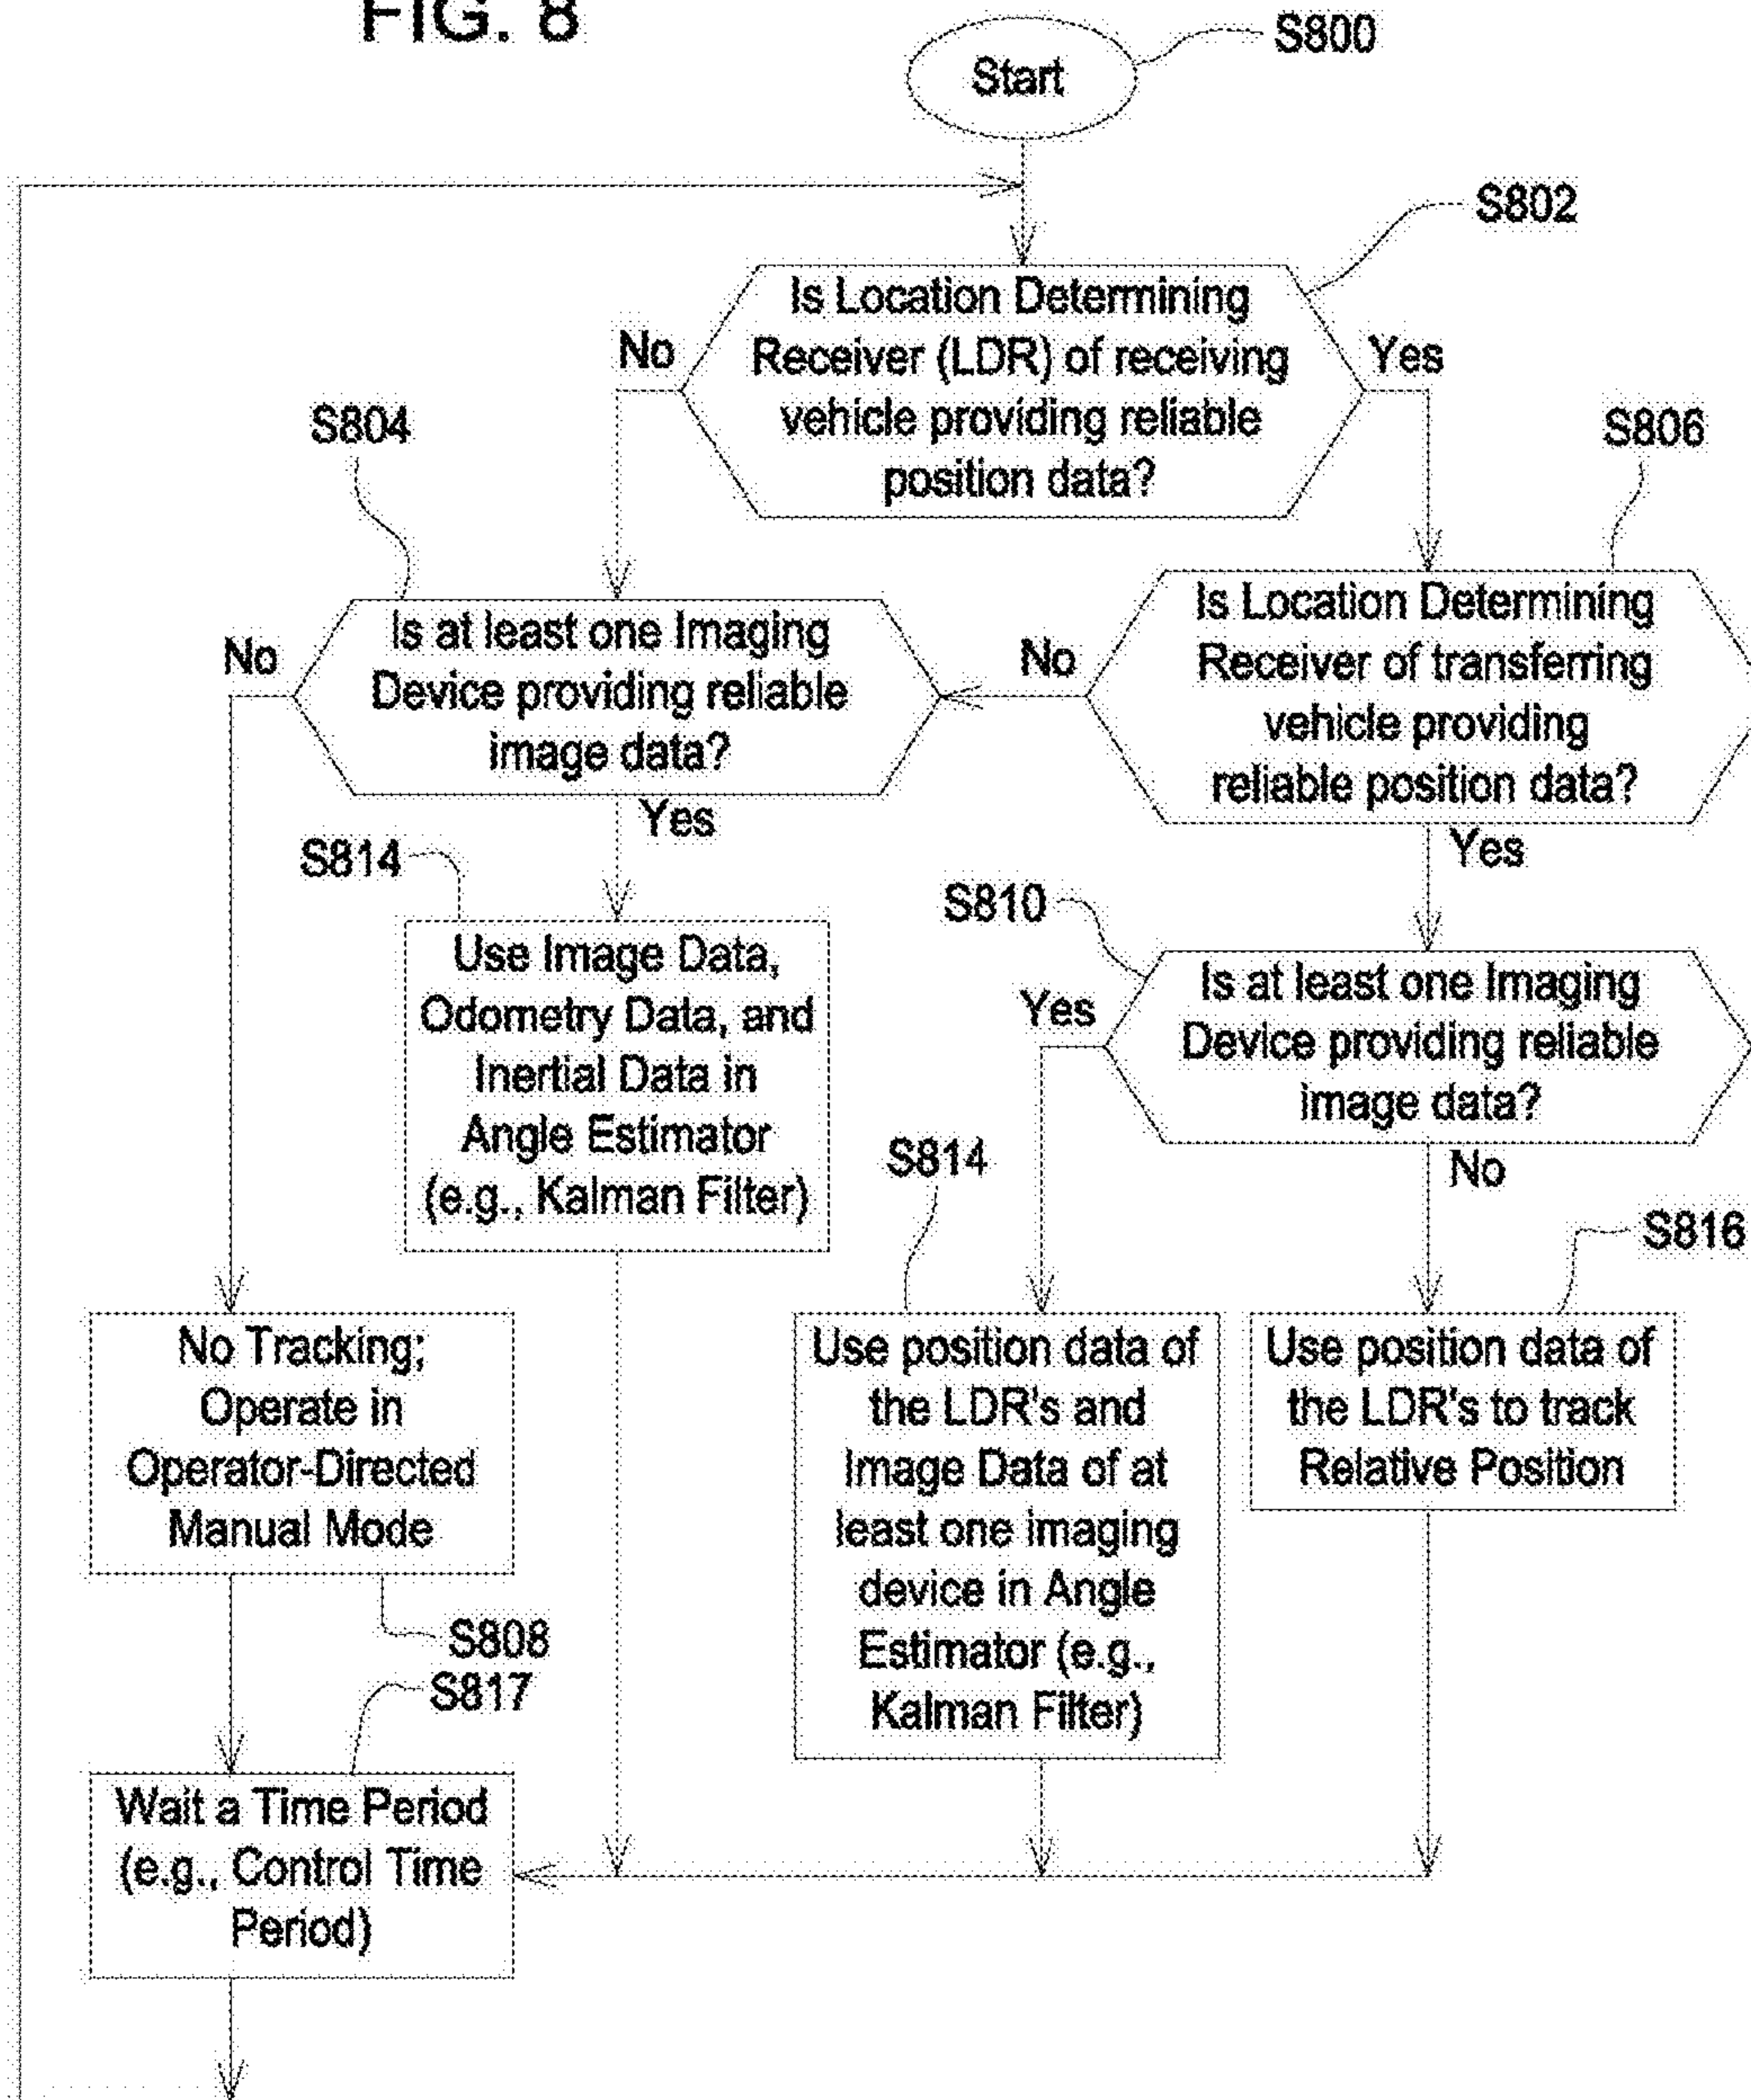 FIG. 8
Start
S800
S802
Is Location Determining
Receiver (LDR) of receiving
vehicle providing reliable
position data?
No
Yes
S804
S806
Is at least one Imaging
Device providing reliable
image data?
No
Yes
Is Location Determining
Receiver of transferring
vehicle providing
reliable position data?
No
Yes
S814
Use Image Data,
Odometry Data, and
Inertial Data in
Angle Estimator
(e.g., Kalman Filter)
S810
Is at least one Imaging
Device providing reliable
image data?
Yes
No
S814
S816
No Tracking;
Operate in
Operator-Directed
Manual Mode
S808
Use position data of
the LDR's and
Image Data of at
least one imaging
device in Angle
Estimator (e.g.,
Kalman Filter)
Use position data of
the LDR's to track
Relative Position
S817
Wait a Time Period
(e.g., Control Time
Period)